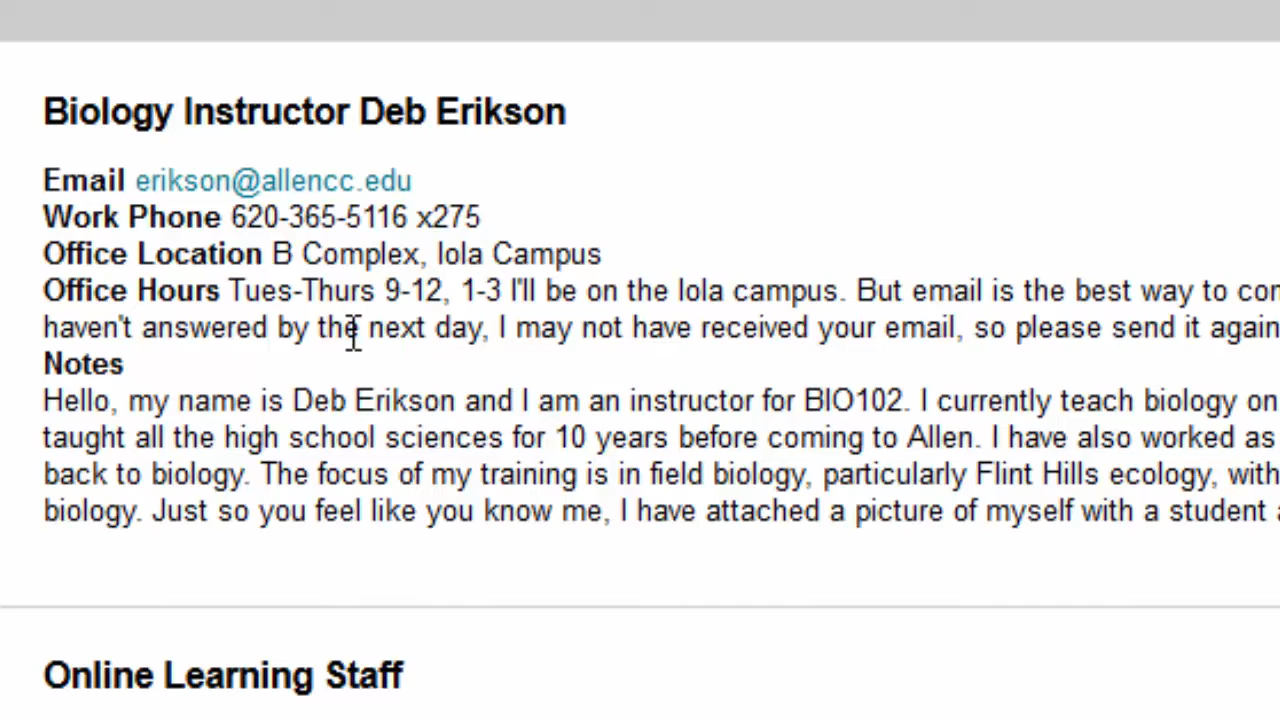 Biology Instructor Deb Erikson
Email erikson@allencc.edu
Work Phone 620-365-5116 x275
Office Location B Complex, Iola Campus
Office Hours Tues-Thurs 9-12, 1-3 I'll be on the Iola campus. But email is the best way to
haven't answered by the next day, I may not have received your email, so please send it again
Notes
Hello, my name is Deb Erikson and I am an instructor for BIO102. I currently teach biology on
taught all the high school sciences for 10 years before coming to Allen. I have also worked as
back to biology. The focus of my training is in field biology, particularly Flint Hills ecology, with
biology. Just so you feel like you know me, I have attached a picture of myself with a student
Online Learning Staff